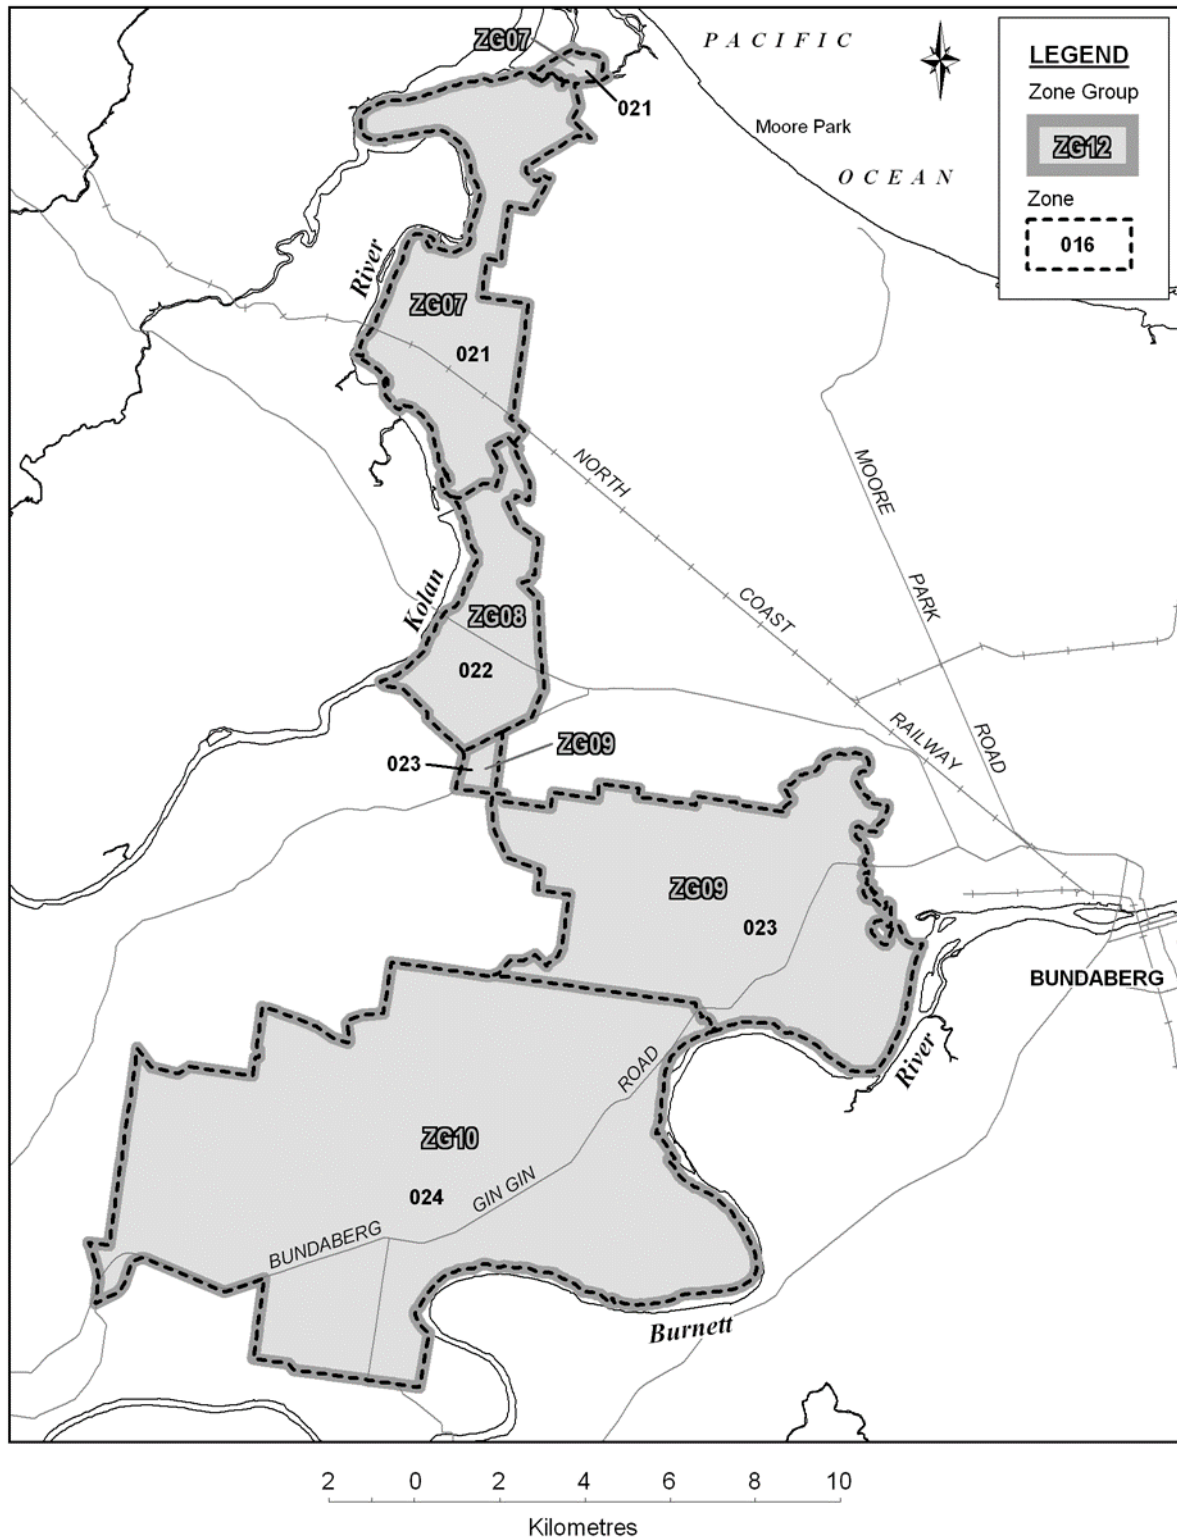 ZG07
PACIFIC
021
Moore Park
OCEAN
LEGEND
Zone Group
ZG12
Zone
016
River
ZG07
021
NORTH
MOORE
Kolan
COAST
PARK
ZG08
022
RAILWAY
ROAD
ZG09
023
ZG09
023
BUNDABERG
River
ROAD
ZG10
024
GIN GIN
BUNDABERG
Burnett
2 0 2 4 6 8 10
Kilometres